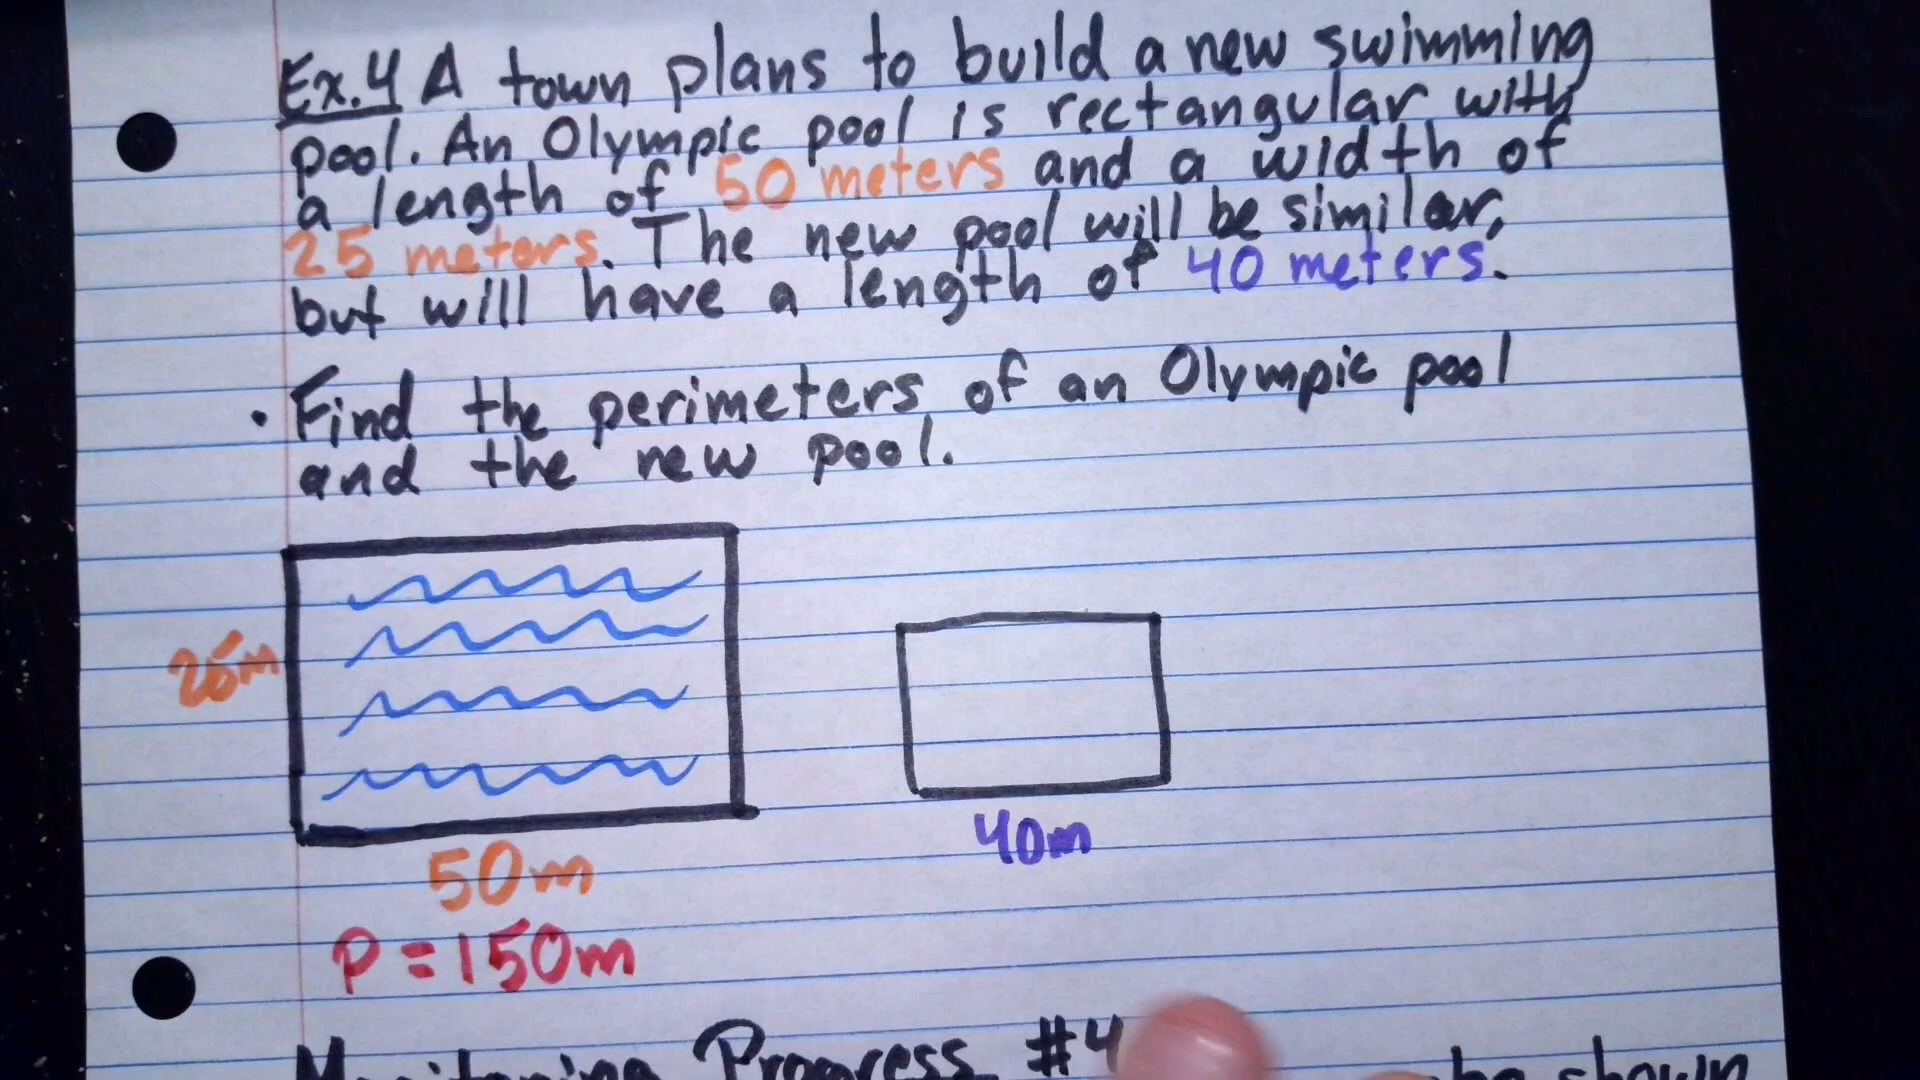 Ex.4 A town plans to build a new swimming
pool. An Olympic pool is rectangular with
a length of 50 meters and a width of
25 meters. The new pool will be similar,
but will have a length of 40 meters.
• Find the perimeters of an Olympic pool
and the new pool.
25m
50m
40m
P = 150m
Monitoring Progress #4
be shown